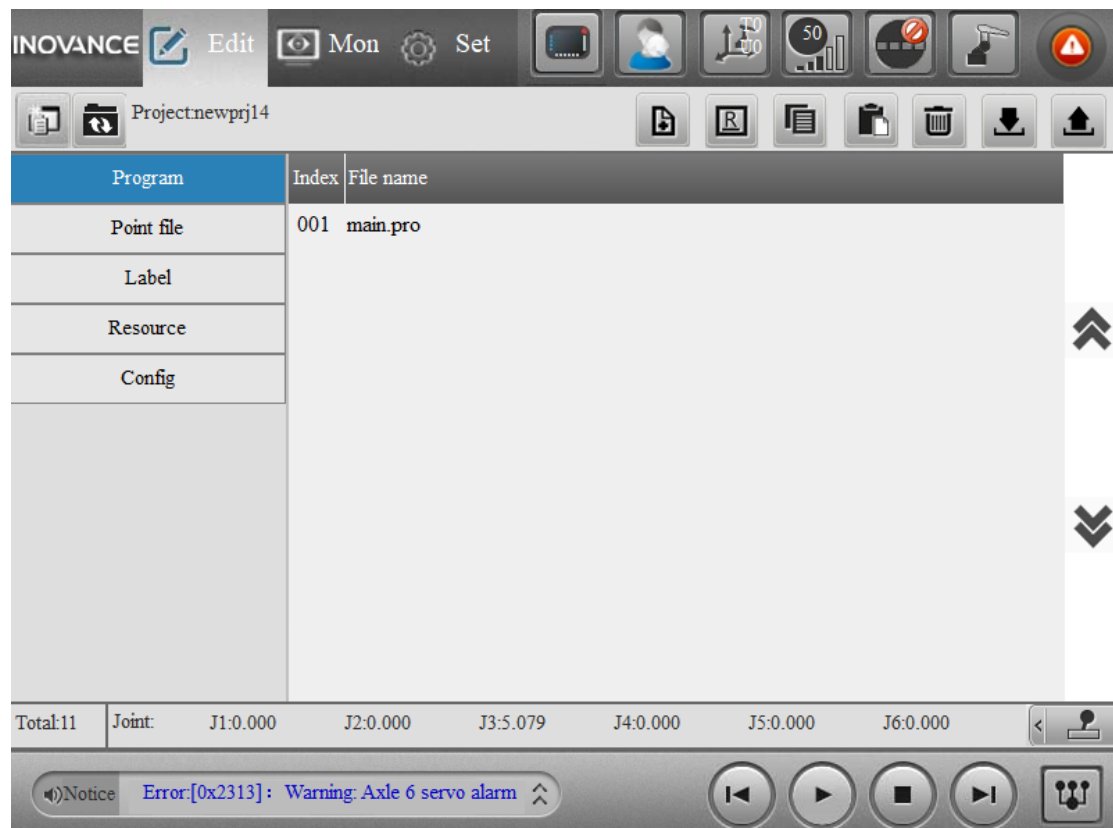 INOVANCE Edit Mon Set T0 U0 50
Project:newprj14 R
Program Index File name
Point file 001 main.pro
Label
Resource
Config
Total:11 Joint: J1:0.000 J2:0.000 J3:5.079 J4:0.000 J5:0.000 J6:0.000
Notice Error:[0x2313]: Warning: Axle 6 servo alarm